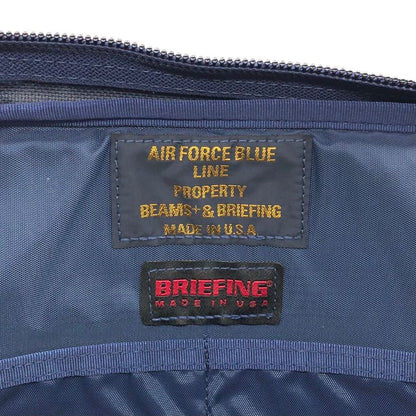 AIR FORCE BLUE
LINE
PROPERTY
BEAMS+ & BRIEFING
MADE IN U.S.A
BRIEFING
MADE IN USA